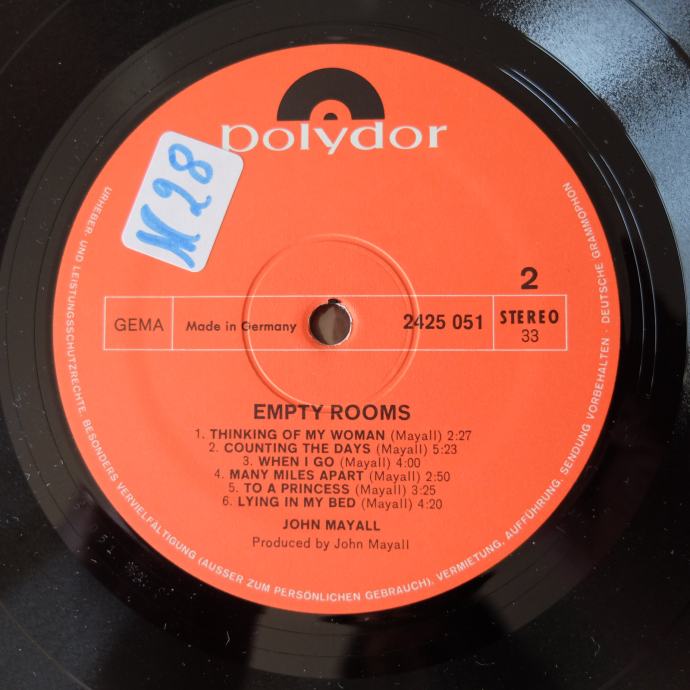 polydor
N 28
2
GEMA
Made in Germany
2425 051
STEREO
33
EMPTY ROOMS
1. THINKING OF MY WOMAN (Mayall) 2:27
2. COUNTING THE DAYS (Mayall) 5:23
3. WHEN I GO (Mayall) 4:00
4. MANY MILES APART (Mayall) 2:50
5. TO A PRINCESS (Mayall) 3:25
6. LYING IN MY BED (Mayall) 4:20
JOHN MAYALL
Produced by John Mayall
URHEBER- UND LEISTUNGSSCHUTZRECHTE, BESONDERS VERVIELFÄLTIGUNG (AUSSER ZUM PERSÖNLICHEN GEBRAUCH), VERMIETUNG, AUFFÜHRUNG, SENDUNG VORBEHALTEN · DEUTSCHE GRAMMOPHON